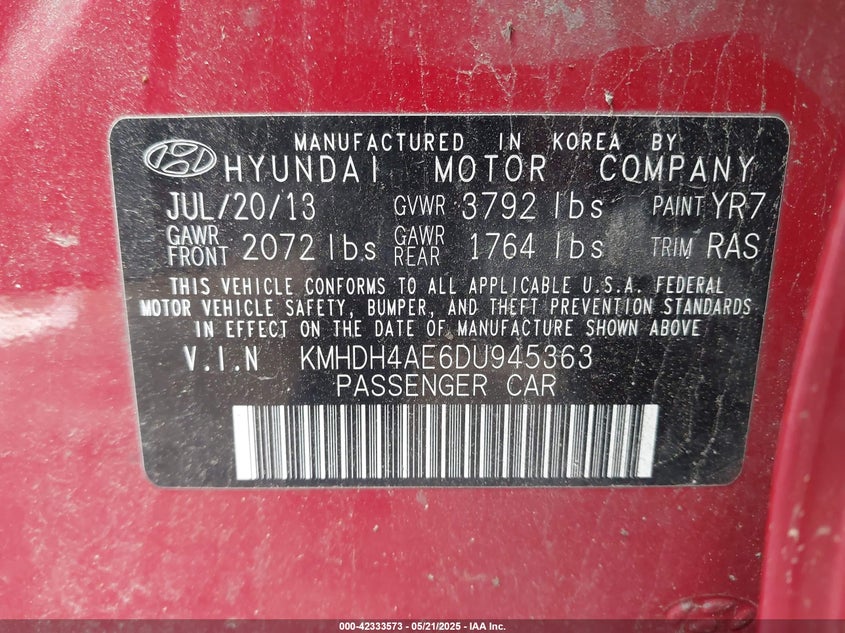 MANUFACTURED IN KOREA BY
HYUNDAI MOTOR COMPANY
JUL/20/13 GVWR 3792 lbs PAINT YR7
GAWR FRONT 2072 lbs GAWR REAR 1764 lbs TRIM RAS
THIS VEHICLE CONFORMS TO ALL APPLICABLE U.S.A. FEDERAL
MOTOR VEHICLE SAFETY, BUMPER, AND THEFT PREVENTION STANDARDS
IN EFFECT ON THE DATE OF MANUFACTURE SHOWN ABOVE
V.I.N KMHDH4AE6DU945363
PASSENGER CAR
000-42333573 - 05/21/2025 - IAA Inc.